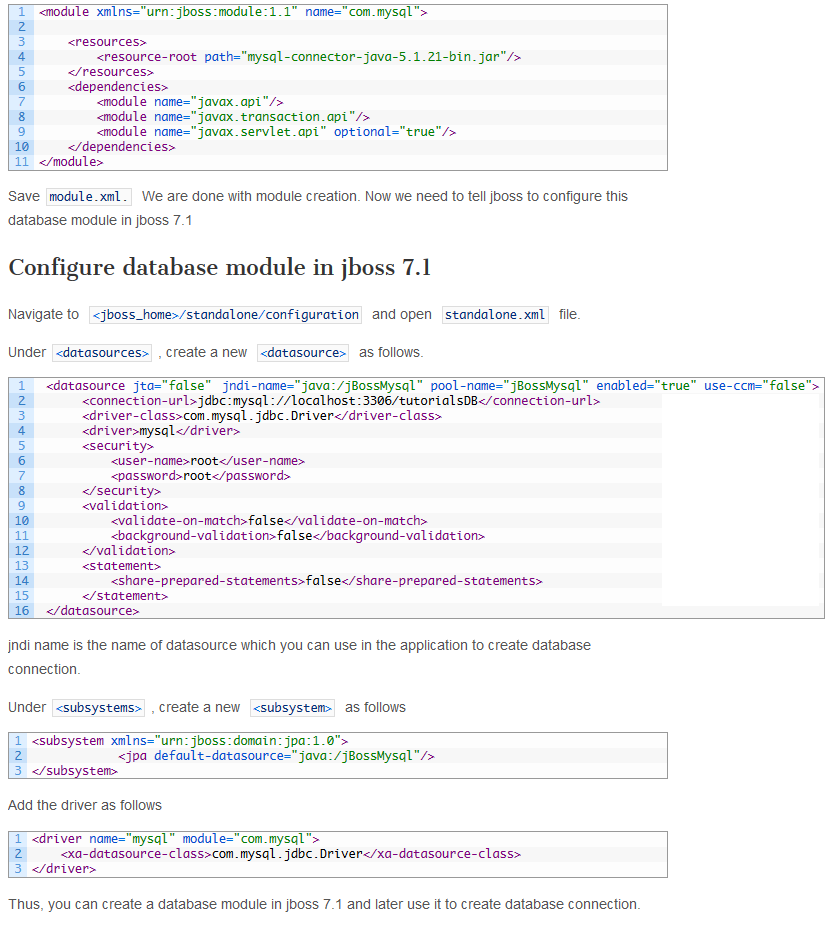 1 <module xmlns="urn:jboss:module:1.1" name="com.mysql">
2
3     <resources>
4         <resource-root path="mysql-connector-java-5.1.21-bin.jar"/>
5     </resources>
6     <dependencies>
7         <module name="javax.api"/>
8         <module name="javax.transaction.api"/>
9         <module name="javax.servlet.api" optional="true"/>
10     </dependencies>
11 </module>
Save module.xml. We are done with module creation. Now we need to tell jboss to configure this
database module in jboss 7.1
Configure database module in jboss 7.1
Navigate to <jboss_home>/standalone/configuration and open standalone.xml file.
Under <datasources> , create a new <datasource> as follows.
1 <datasource jta="false" jndi-name="java:/jBossMysql" pool-name="jBossMysql" enabled="true" use-ccm="false">
2     <connection-url>jdbc:mysql://localhost:3306/tutorialsDB</connection-url>
3     <driver-class>com.mysql.jdbc.Driver</driver-class>
4     <driver>mysql</driver>
5     <security>
6         <user-name>root</user-name>
7         <password>root</password>
8     </security>
9     <validation>
10         <validate-on-match>false</validate-on-match>
11         <background-validation>false</background-validation>
12     </validation>
13     <statement>
14         <share-prepared-statements>false</share-prepared-statements>
15     </statement>
16 </datasource>
jndi name is the name of datasource which you can use in the application to create database
connection.
Under <subsystems> , create a new <subsystem> as follows
1 <subsystem xmlns="urn:jboss:domain:jpa:1.0">
2             <jpa default-datasource="java:/jBossMysql"/>
3 </subsystem>
Add the driver as follows
1 <driver name="mysql" module="com.mysql">
2     <xa-datasource-class>com.mysql.jdbc.Driver</xa-datasource-class>
3 </driver>
Thus, you can create a database module in jboss 7.1 and later use it to create database connection.